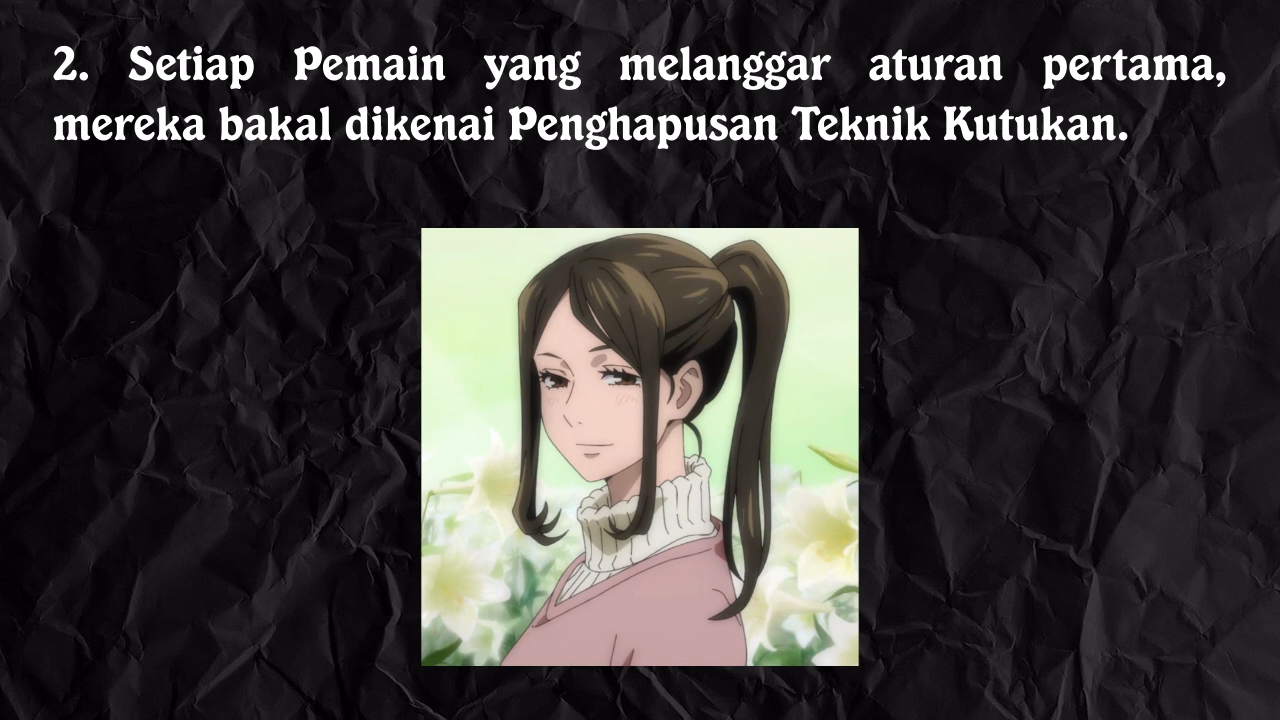 2. Setiap Pemain yang melanggar aturan pertama,
mereka bakal dikenai Penghapusan Teknik Kutukan.